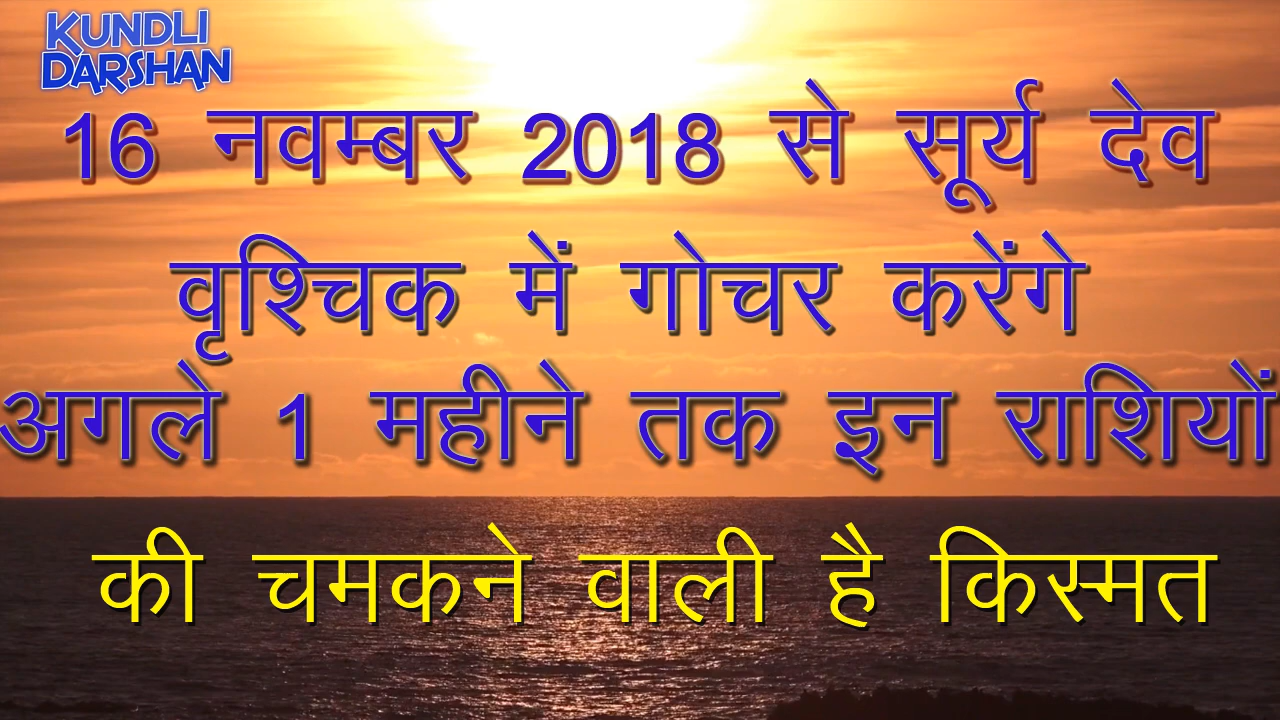 KUNDLI
DARSHAN
16 नवम्बर 2018 से सूर्य देव
वृश्चिक में गोचर करेंगे
अगले 1 महीने तक इन राशियों
की चमकने वाली है किस्मत